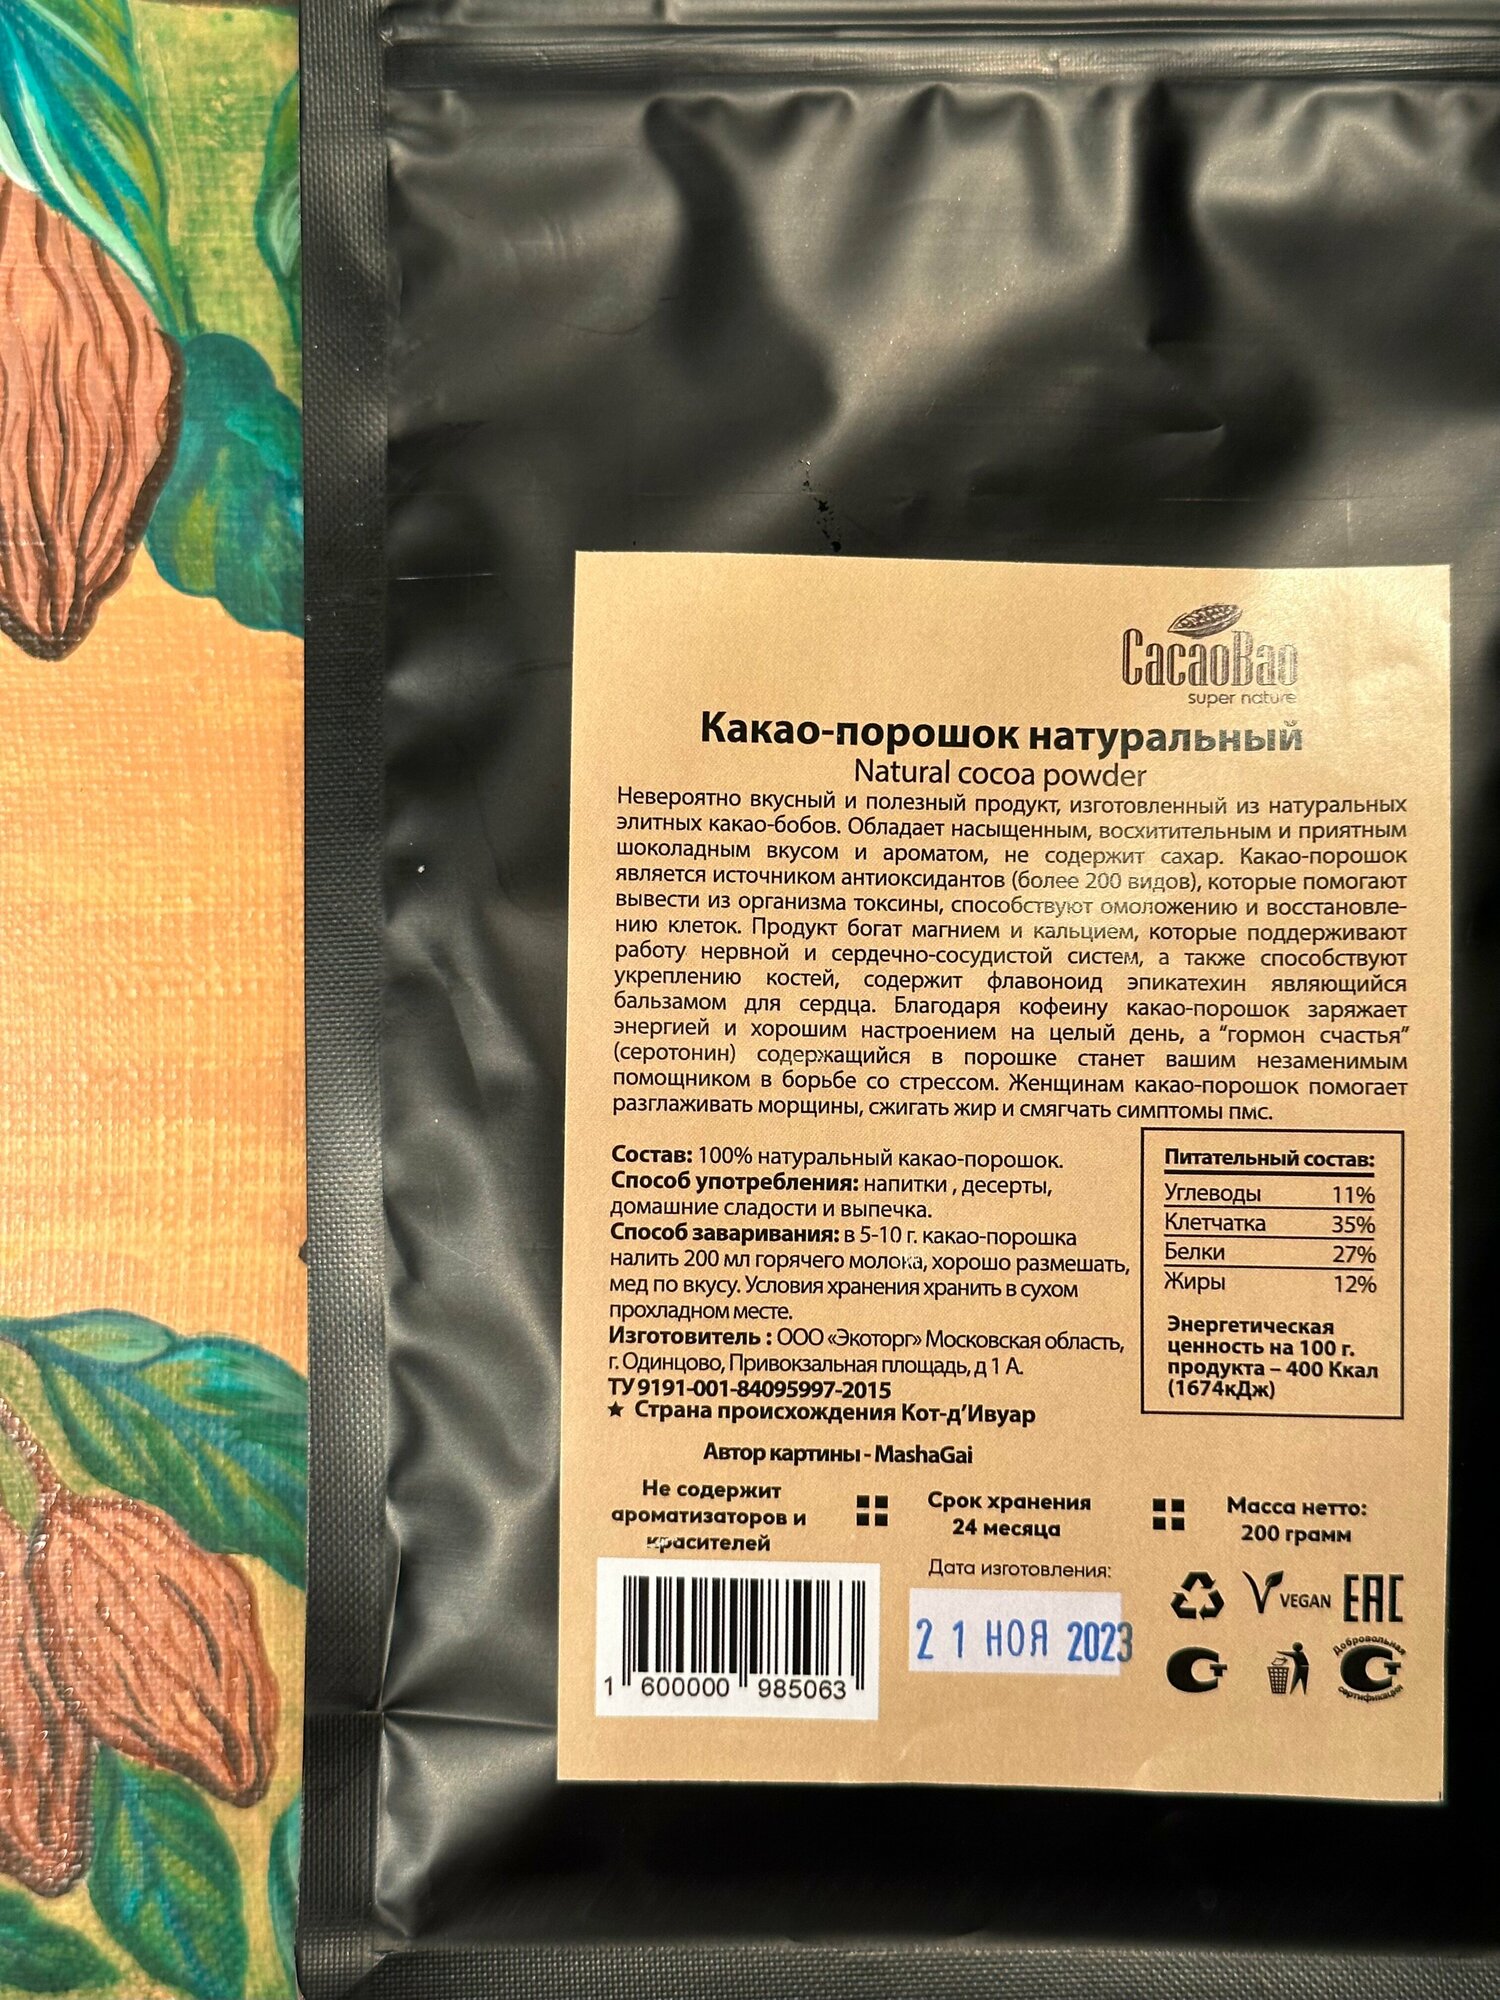 CacaoBao
super nature
Какао-порошок натуральный
Natural cocoa powder
Невероятно вкусный и полезный продукт, изготовленный из натуральных
элитных какао-бобов. Обладает насыщенным, восхитительным и приятным
шоколадным вкусом и ароматом, не содержит сахар. Какао-порошок
является источником антиоксидантов (более 200 видов), которые помогают
вывести из организма токсины, способствуют омоложению и восстановле-
нию клеток. Продукт богат магнием и кальцием, которые поддерживают
работу нервной и сердечно-сосудистой систем, а также способствуют
укреплению костей, содержит флавоноид эпикатехин являющийся
бальзамом для сердца. Благодаря кофеину какао-порошок заряжает
энергией и хорошим настроением на целый день, а "гормон счастья"
(серотонин) содержащийся в порошке станет вашим незаменимым
помощником в борьбе со стрессом. Женщинам какао-порошок помогает
разглаживать морщины, сжигать жир и смягчать симптомы пмс.
Состав: 100% натуральный какао-порошок.
Способ употребления: напитки , десерты,
домашние сладости и выпечка.
Способ заваривания: в 5-10 г. какао-порошка
налить 200 мл горячего молока, хорошо размешать,
мед по вкусу. Условия хранения хранить в сухом
прохладном месте.
Изготовитель : ООО «Экоторг» Московская область,
г. Одинцово, Привокзальная площадь, д 1 А.
ТУ 9191-001-84095997-2015
★ Страна происхождения Кот-д'Ивуар
Питательный состав:
Углеводы 11%
Клетчатка 35%
Белки 27%
Жиры 12%
Энергетическая
ценность на 100 г.
продукта – 400 Ккал
(1674кДж)
Автор картины - MashaGai
Не содержит
ароматизаторов и
красителей
Срок хранения
24 месяца
Масса нетто:
200 грамм
Дата изготовления:
21 НОЯ 2023
1 600000 985063
VEGAN
EAC
Добровольная
сертификация